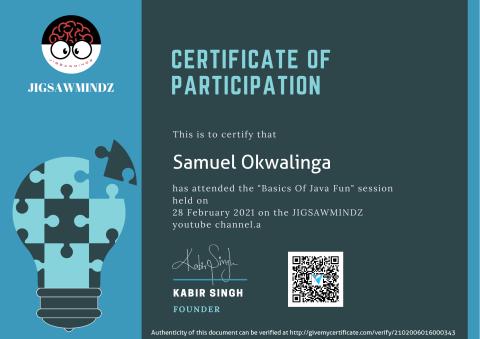 JIGSAWMINDZ
JIGSAWMINDZ
CERTIFICATE OF
PARTICIPATION
This is to certify that
Samuel Okwalinga
has attended the "Basics Of Java Fun" session
held on
28 February 2021 on the JIGSAWMINDZ
youtube channel.a
Kabir Singh
KABIR SINGH
FOUNDER
Authenticity of this document can be verified at http://givemycertificate.com/verify/2102006016000343